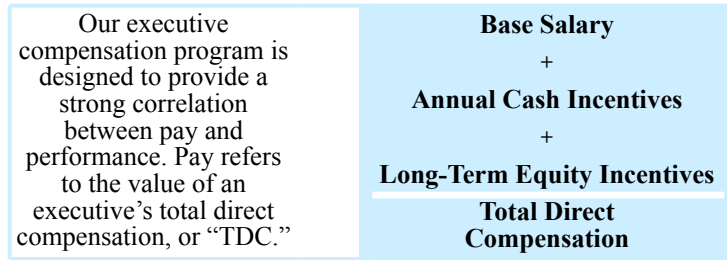 Our executive
compensation program is
designed to provide a
strong correlation
between pay and
performance. Pay refers
to the value of an
executive’s total direct
compensation, or “TDC.”
Base Salary
+
Annual Cash Incentives
+
Long-Term Equity Incentives
Total Direct
Compensation